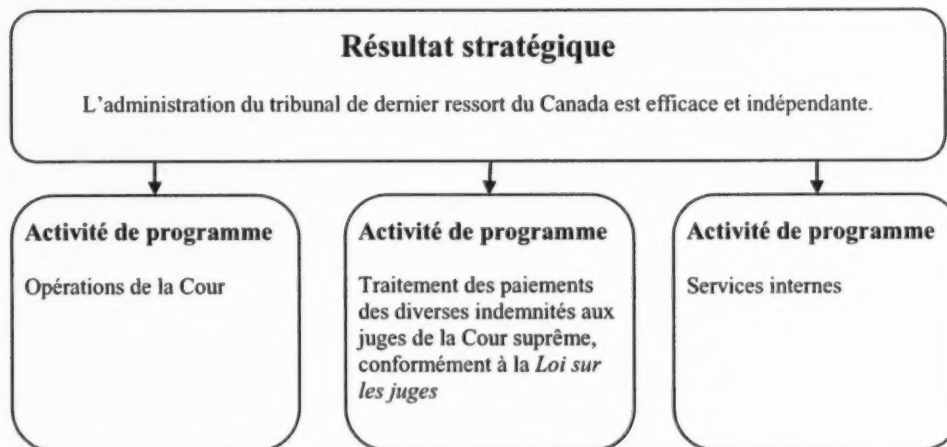 Résultat stratégique
L'administration du tribunal de dernier ressort du Canada est efficace et indépendante.
Activité de programme
Opérations de la Cour
Activité de programme
Traitement des paiements
des diverses indemnités aux
juges de la Cour suprême,
conformément à la Loi sur
les juges
Activité de programme
Services internes